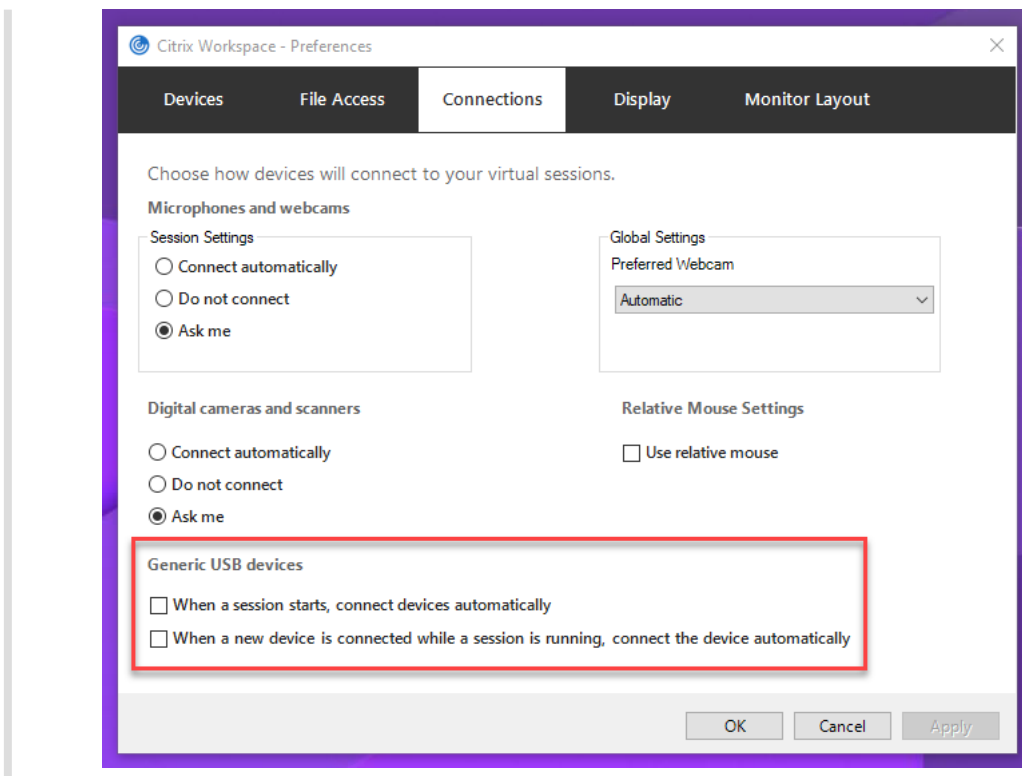 Citrix Workspace - Preferences
Devices File Access Connections Display Monitor Layout
Choose how devices will connect to your virtual sessions.
Microphones and webcams
Session Settings
Connect automatically
Do not connect
Ask me
Global Settings
Preferred Webcam
Automatic
Digital cameras and scanners
Connect automatically
Do not connect
Ask me
Relative Mouse Settings
Use relative mouse
Generic USB devices
When a session starts, connect devices automatically
When a new device is connected while a session is running, connect the device automatically
OK Cancel Apply